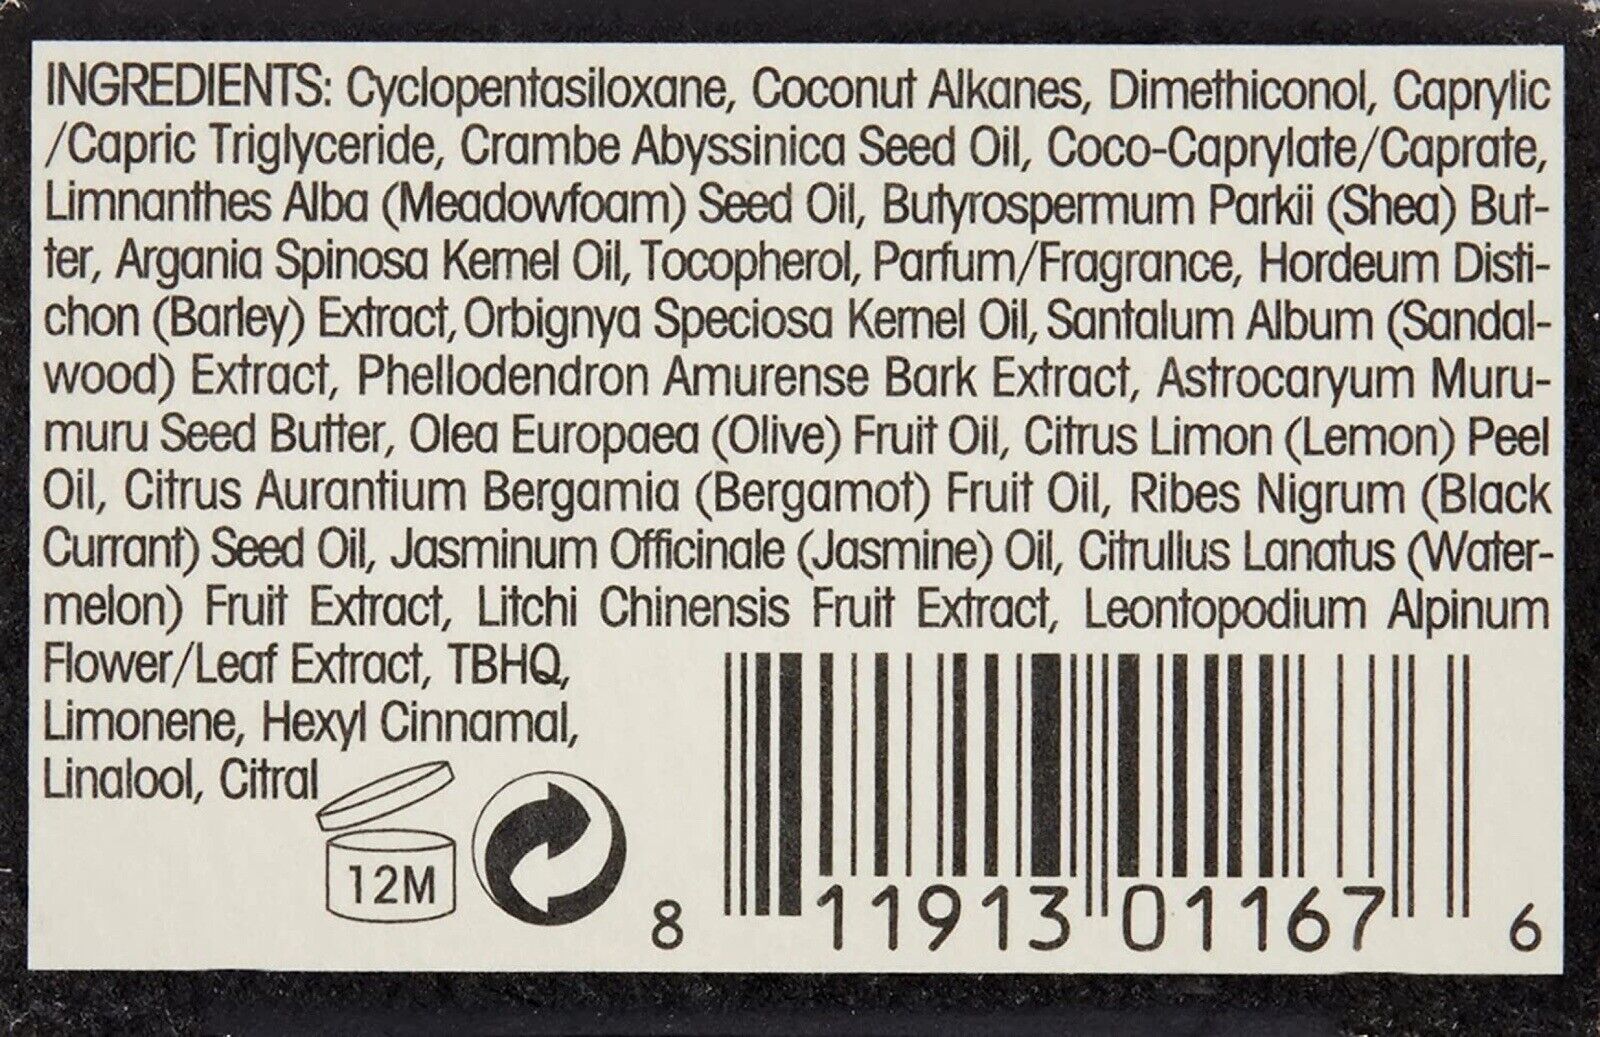 INGREDIENTS: Cyclopentasiloxane, Coconut Alkanes, Dimethiconol, Caprylic
/Capric Triglyceride, Crambe Abyssinica Seed Oil, Coco-Caprylate/Caprate,
Limnanthes Alba (Meadowfoam) Seed Oil, Butyrospermum Parkii (Shea) But-
ter, Argania Spinosa Kernel Oil, Tocopherol, Parfum/Fragrance, Hordeum Disti-
chon (Barley) Extract, Orbignya Speciosa Kernel Oil, Santalum Album (Sandal-
wood) Extract, Phellodendron Amurense Bark Extract, Astrocaryum Muru-
muru Seed Butter, Olea Europaea (Olive) Fruit Oil, Citrus Limon (Lemon) Peel
Oil, Citrus Aurantium Bergamia (Bergamot) Fruit Oil, Ribes Nigrum (Black
Currant) Seed Oil, Jasminum Officinale (Jasmine) Oil, Citrullus Lanatus (Water-
melon) Fruit Extract, Litchi Chinensis Fruit Extract, Leontopodium Alpinum
Flower/Leaf Extract, TBHQ,
Limonene, Hexyl Cinnamal,
Linalool, Citral
12M
8 11913 01167 6